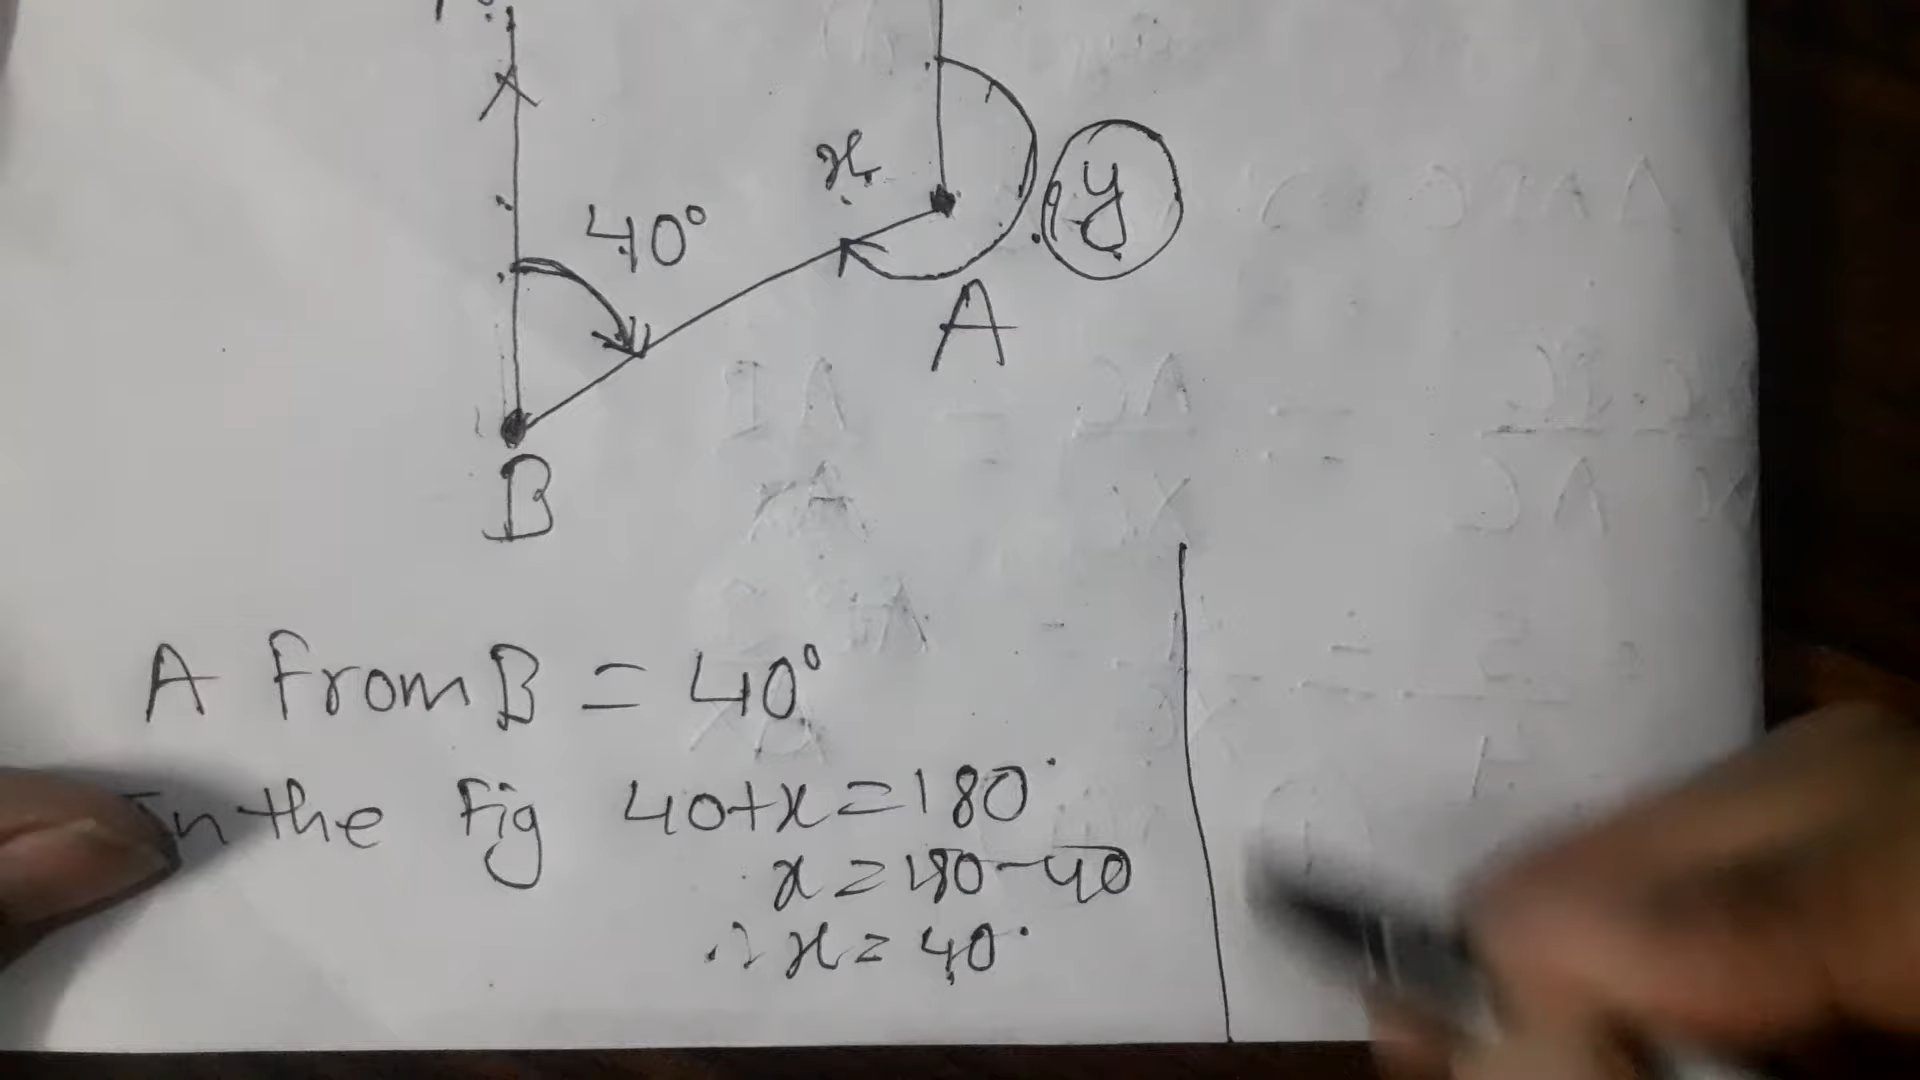 x
40°
y
A
B
A from B = 40°
In the fig 40+x=180°
x=180-40
∴ x = 40°